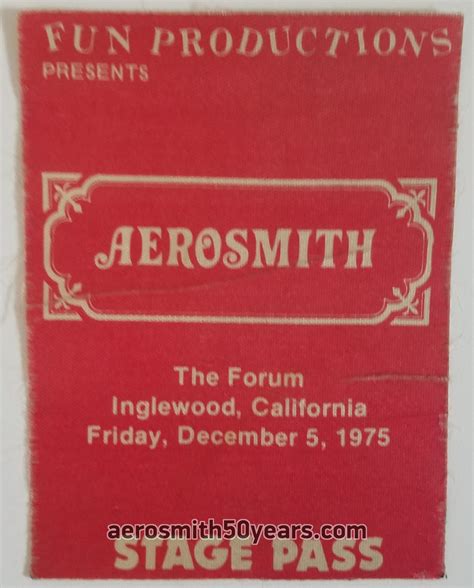 FUN PRODUCTIONS
PRESENTS
AEROSMITH
The Forum
Inglewood, California
Friday, December 5, 1975
aerosmith50years.com
STAGE PASS